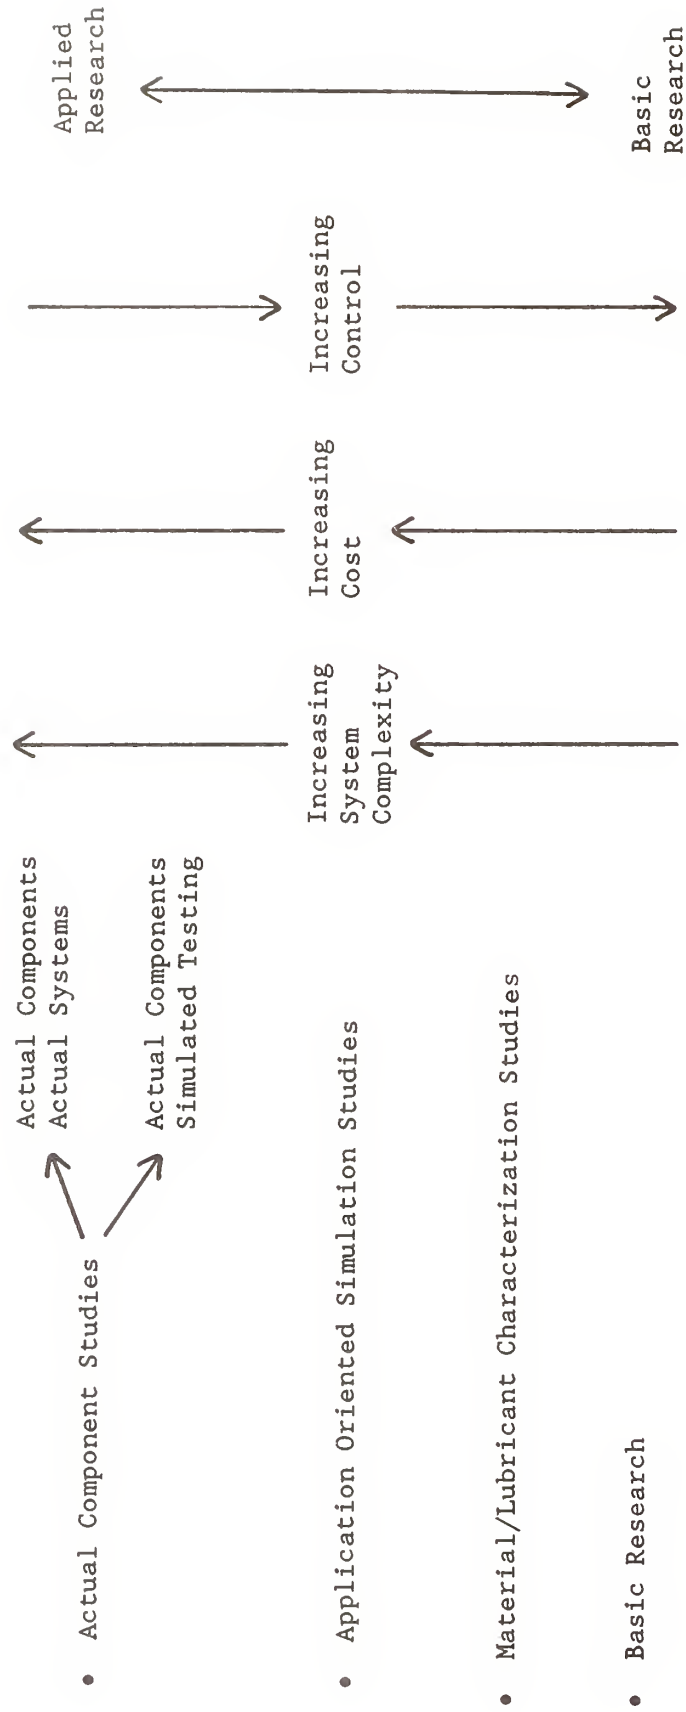 • Actual Component Studies
Actual Components
Actual Systems
Actual Components
Simulated Testing
• Application Oriented Simulation Studies
• Material/Lubricant Characterization Studies
• Basic Research
Increasing
System
Complexity
Increasing
Cost
Increasing
Control
Applied
Research
Basic
Research